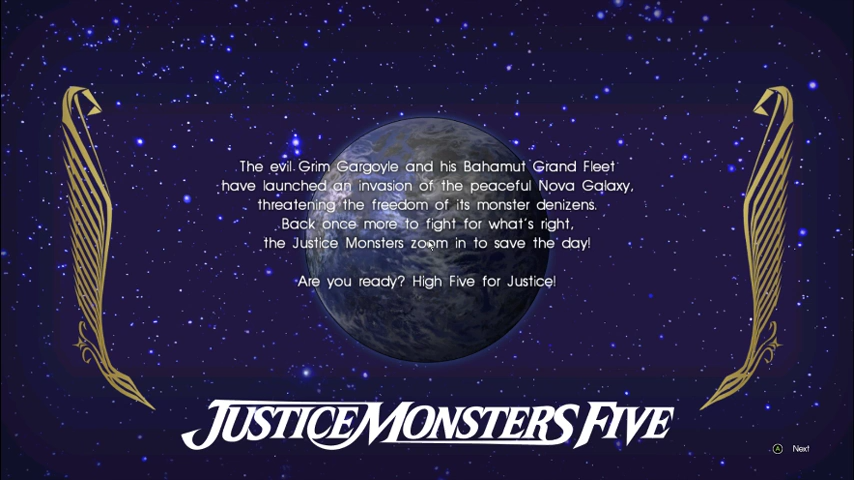 The evil Grim Gargoyle and his Bahamut Grand Fleet
have launched an invasion of the peaceful Nova Galaxy,
threatening the freedom of its monster denizens.
Back once more to fight for what's right,
the Justice Monsters zoom in to save the day!
Are you ready? High Five for Justice!
JUSTICE MONSTERS FIVE
A Next